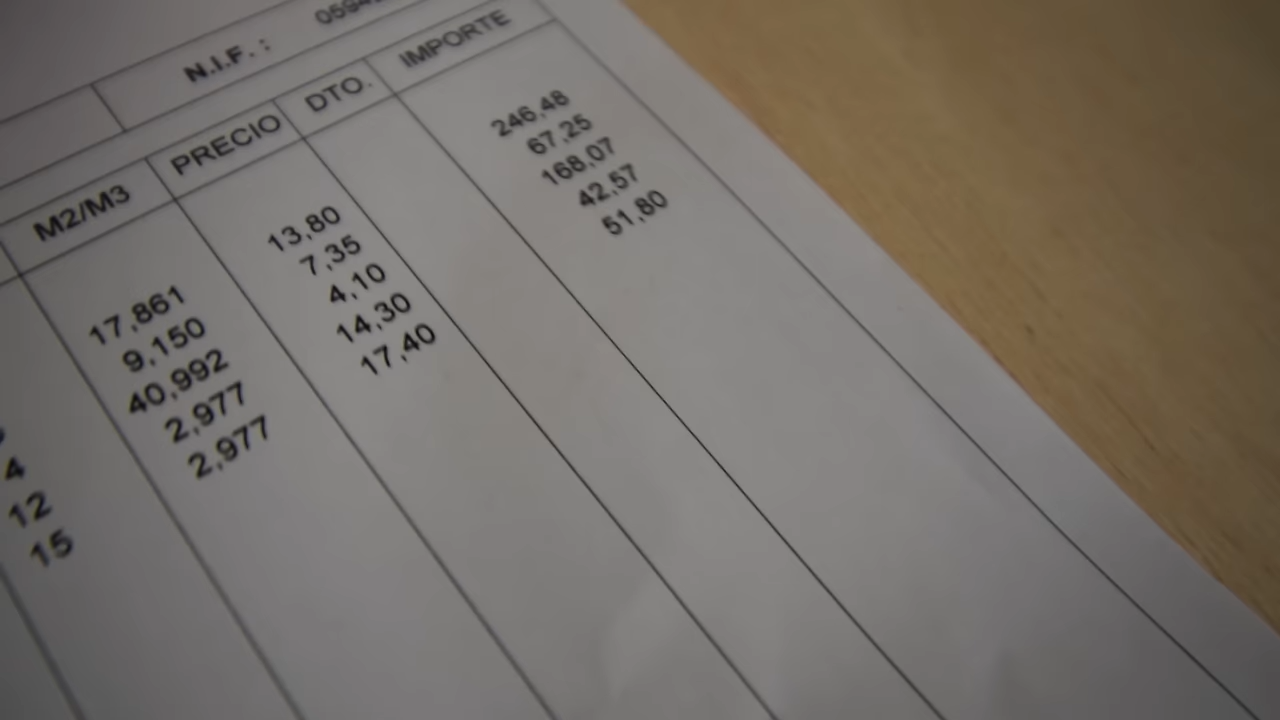 N.I.F.:
M2/M3 PRECIO DTO. IMPORTE
17,861 13,80 246,48
9,150 7,35 67,25
4 40,992 4,10 168,07
12 2,977 14,30 42,57
15 2,977 17,40 51,80